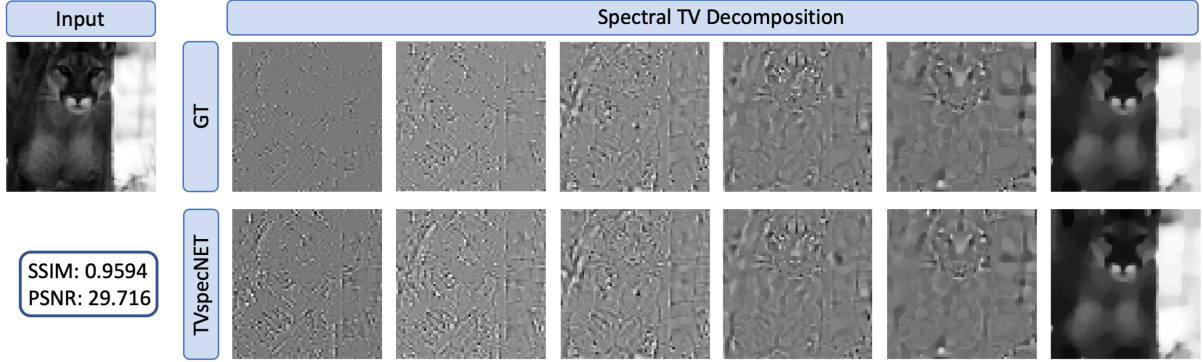 Input
Spectral TV Decomposition
GT
TVspecNET
SSIM: 0.9594
PSNR: 29.716